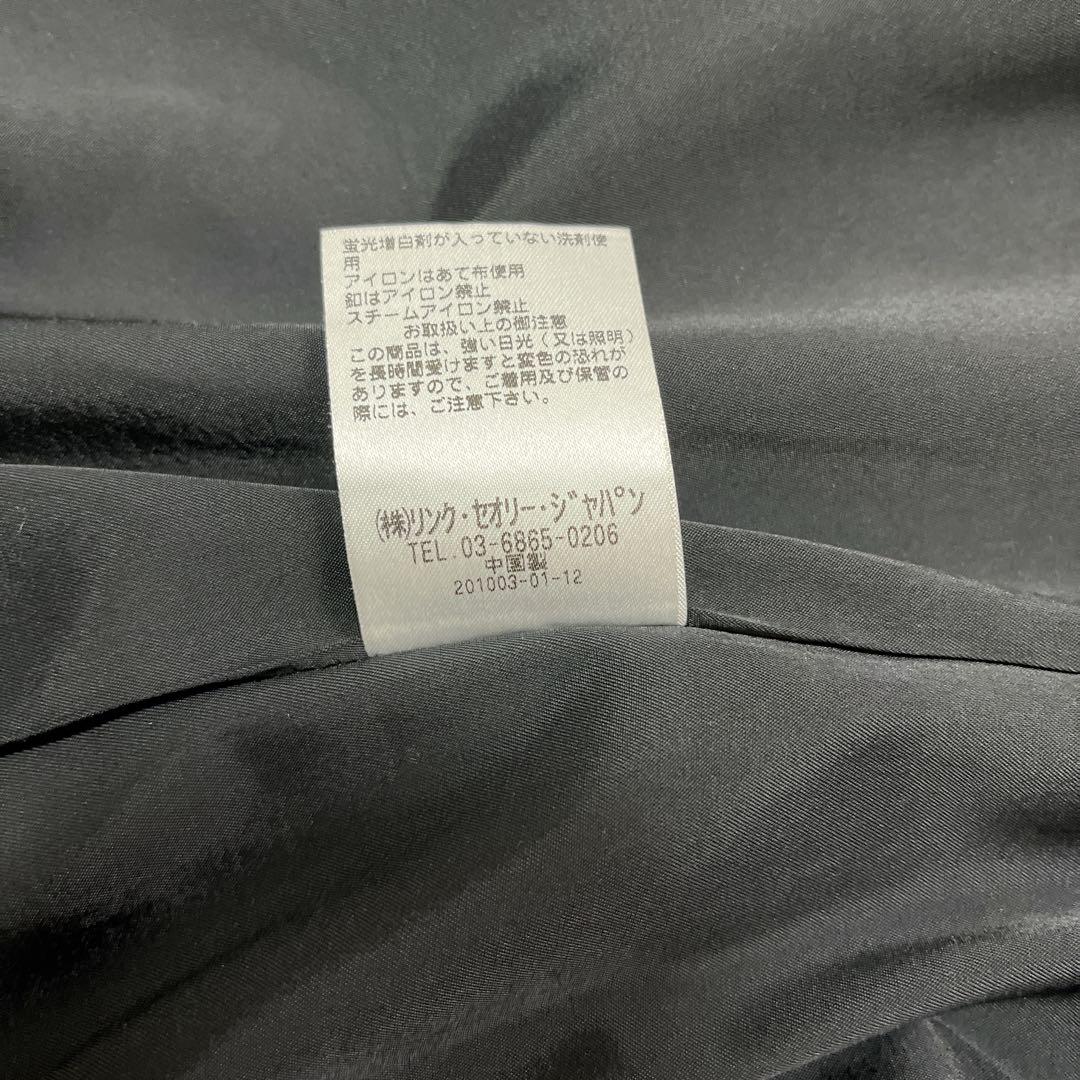 蛍光増白剤が入っていない洗剤使
用
アイロンはあて布使用
釦はアイロン禁止
スチームアイロン禁止
お取扱い上の御注意
この商品は、強い日光(又は照明)
を長時間受けますと変色の恐れが
ありますので、ご着用及び保管の
際には、ご注意下さい。
(株)リンク・セオリー・ジャパン
TEL.03-6865-0206
中国製
201003-01-12